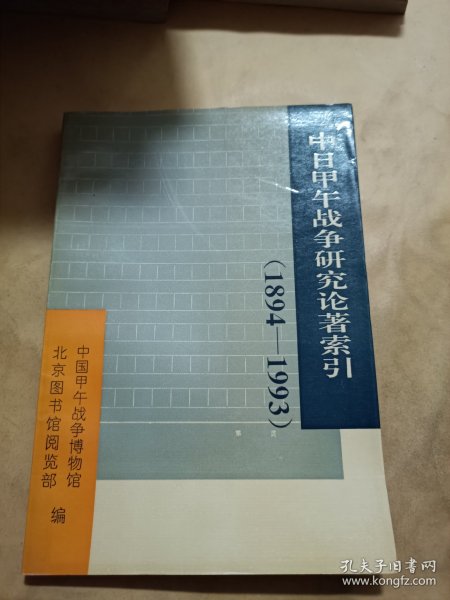 中日甲午战争研究论著索引
(1894—1993)
中国甲午战争博物馆
北京图书馆阅览部 编
第 页
孔夫子旧书网
www.kongfz.com